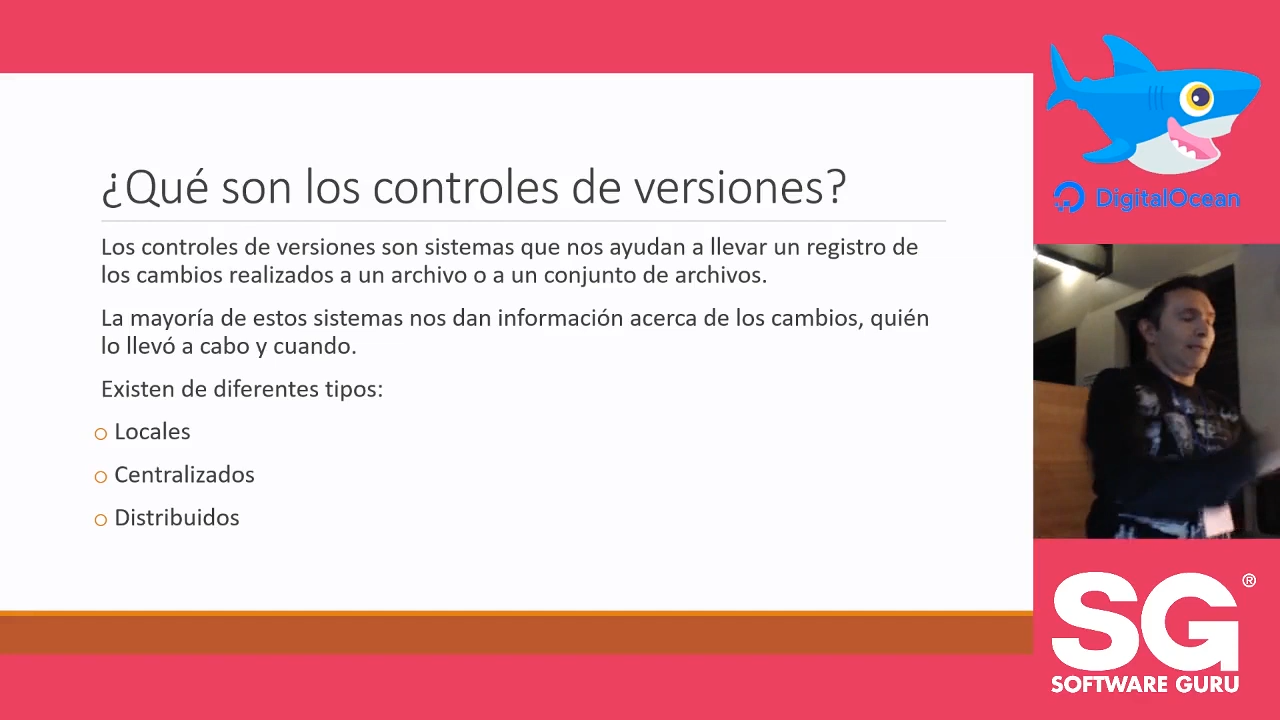 ¿Qué son los controles de versiones?
Los controles de versiones son sistemas que nos ayudan a llevar un registro de
los cambios realizados a un archivo o a un conjunto de archivos.
La mayoría de estos sistemas nos dan información acerca de los cambios, quién
lo llevó a cabo y cuando.
Existen de diferentes tipos:
Locales
Centralizados
Distribuidos
DigitalOcean
SG®
SOFTWARE GURU